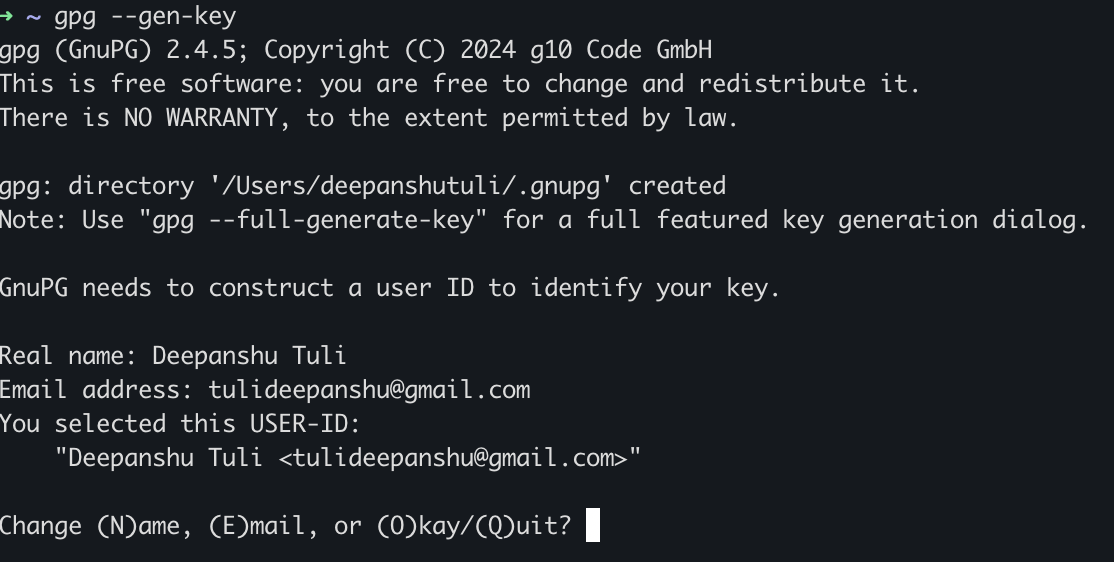 → ~ gpg --gen-key
gpg (GnuPG) 2.4.5; Copyright (C) 2024 g10 Code GmbH
This is free software: you are free to change and redistribute it.
There is NO WARRANTY, to the extent permitted by law.

gpg: directory '/Users/deepanshutuli/.gnupg' created
Note: Use "gpg --full-generate-key" for a full featured key generation dialog.

GnuPG needs to construct a user ID to identify your key.

Real name: Deepanshu Tuli
Email address: tulideepanshu@gmail.com
You selected this USER-ID:
    "Deepanshu Tuli <tulideepanshu@gmail.com>"

Change (N)ame, (E)mail, or (O)kay/(Q)uit?